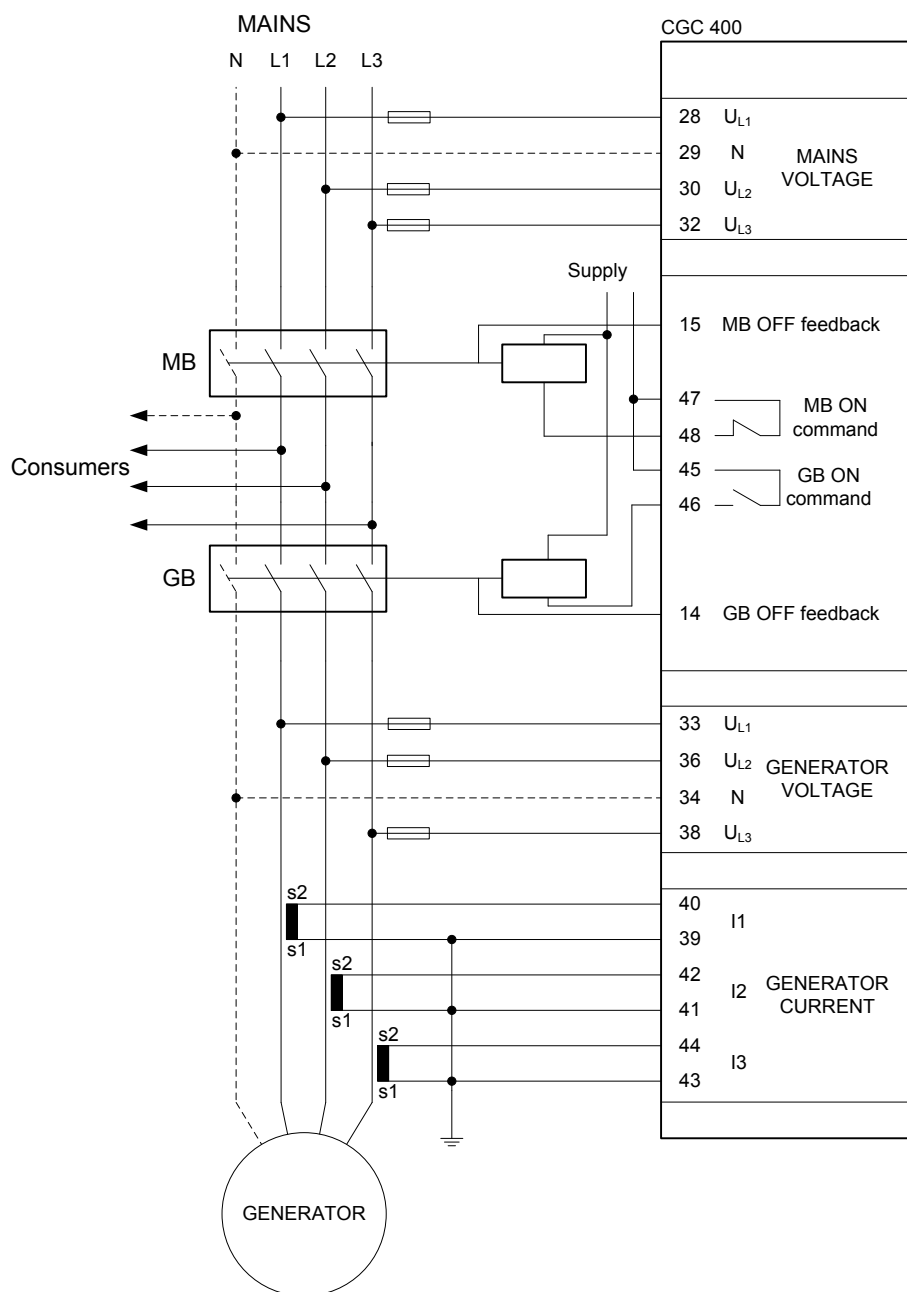 MAINS
CGC 400
N L1 L2 L3
28 UL1
29 N
30 UL2
32 UL3
MAINS
VOLTAGE
Supply
15 MB OFF feedback
MB
47
48
MB ON
command
45
46
GB ON
command
Consumers
GB
14 GB OFF feedback
33 UL1
36 UL2
34 N
38 UL3
GENERATOR
VOLTAGE
s2
s1
40
39
I1
s2
s1
42
41
I2
GENERATOR
CURRENT
s2
s1
44
43
I3
GENERATOR